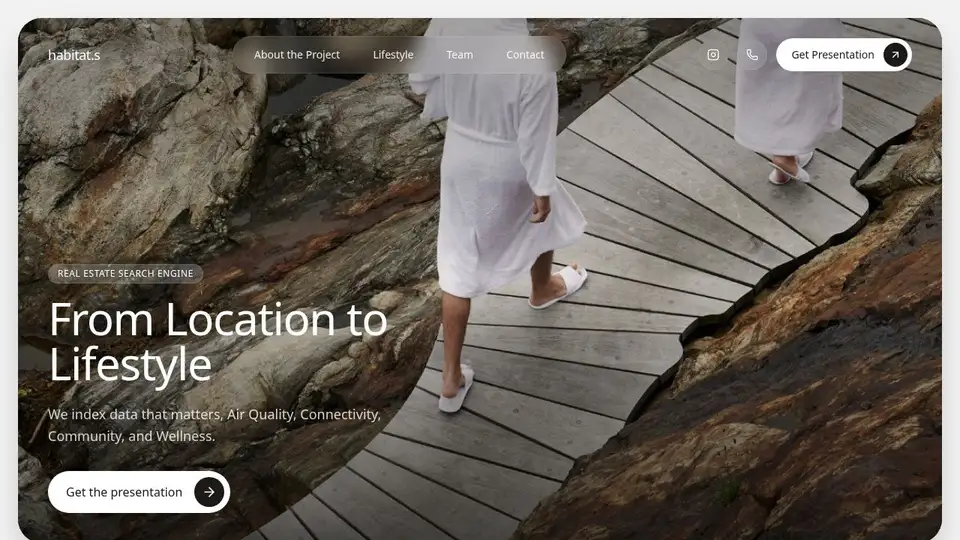 habitat.s
About the Project
Lifestyle
Team
Contact
Get Presentation
REAL ESTATE SEARCH ENGINE
From Location to
Lifestyle
We index data that matters, Air Quality, Connectivity,
Community, and Wellness.
Get the presentation